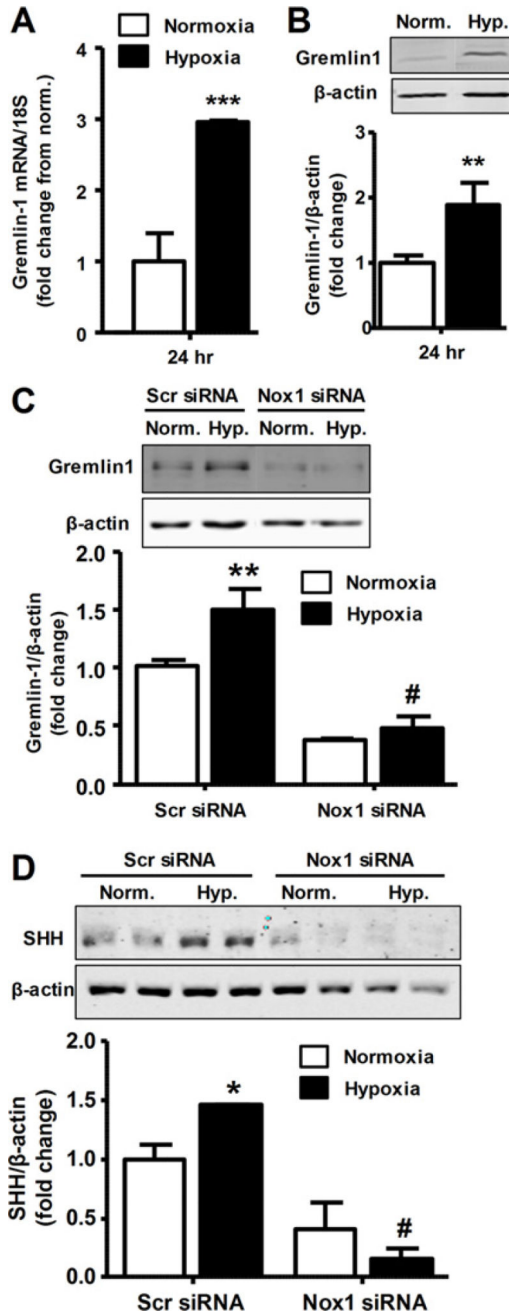 A
Normoxia
Hypoxia
Gremlin-1 mRNA/18S
(fold change from norm.)
4
3
2
1
0
***
24 hr
B
Norm. Hyp.
Gremlin1
β-actin
Gremlin-1/β-actin
(fold change)
3
2
1
0
**
24 hr
C
Scr siRNA Nox1 siRNA
Norm. Hyp. Norm. Hyp.
Gremlin1
β-actin
Gremlin-1/β-actin
(fold change)
2.0
1.5
1.0
0.5
0.0
**
#
Normoxia
Hypoxia
Scr siRNA Nox1 siRNA
D
Scr siRNA Nox1 siRNA
Norm. Hyp. Norm. Hyp.
SHH
β-actin
SHH/β-actin
(fold change)
2.0
1.5
1.0
0.5
0.0
*
#
Normoxia
Hypoxia
Scr siRNA Nox1 siRNA